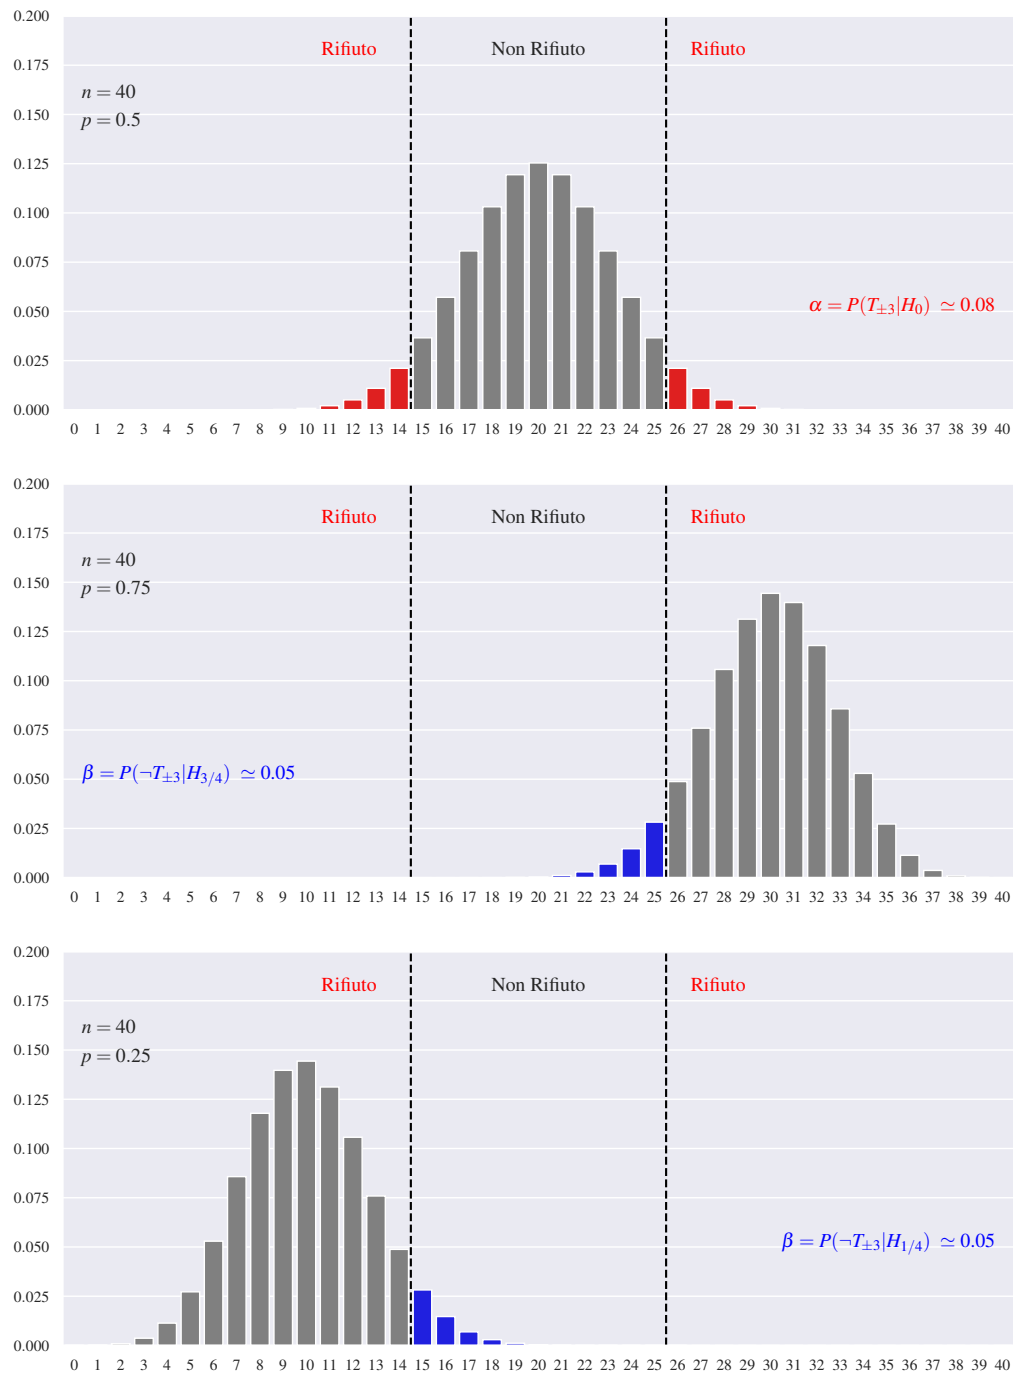 0.200
Rifiuto Non Rifiuto Rifiuto
0.175
n = 40
0.150
p = 0.5
0.125
0.100
0.075
α = P(T±3|H0) ≃ 0.08
0.050
0.025
0.000
0 1 2 3 4 5 6 7 8 9 10 11 12 13 14 15 16 17 18 19 20 21 22 23 24 25 26 27 28 29 30 31 32 33 34 35 36 37 38 39 40
0.200
Rifiuto Non Rifiuto Rifiuto
0.175
n = 40
0.150
p = 0.75
0.125
0.100
0.075
β = P(¬T±3|H3/4) ≃ 0.05
0.050
0.025
0.000
0 1 2 3 4 5 6 7 8 9 10 11 12 13 14 15 16 17 18 19 20 21 22 23 24 25 26 27 28 29 30 31 32 33 34 35 36 37 38 39 40
0.200
Rifiuto Non Rifiuto Rifiuto
0.175
n = 40
0.150
p = 0.25
0.125
0.100
0.075
β = P(¬T±3|H1/4) ≃ 0.05
0.050
0.025
0.000
0 1 2 3 4 5 6 7 8 9 10 11 12 13 14 15 16 17 18 19 20 21 22 23 24 25 26 27 28 29 30 31 32 33 34 35 36 37 38 39 40